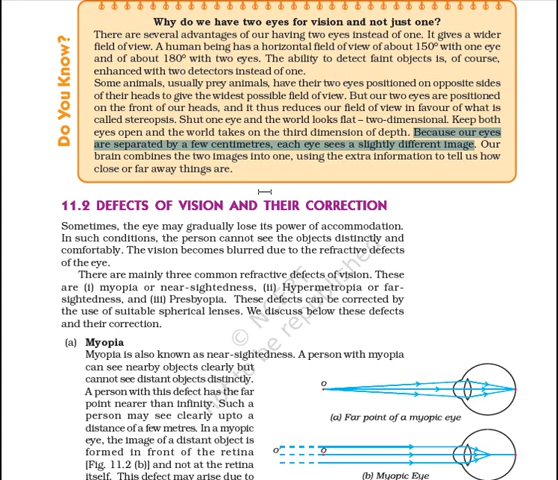 Why do we have two eyes for vision and not just one?
There are several advantages of our having two eyes instead of one. It gives a wider
field of view. A human being has a horizontal field of view of about 150° with one eye
and of about 180° with two eyes. The ability to detect faint objects is, of course,
enhanced with two detectors instead of one.
Some animals, usually prey animals, have their two eyes positioned on opposite sides
of their heads to give the widest possible field of view. But our two eyes are positioned
on the front of our heads, and it thus reduces our field of view in favour of what is
called stereopsis. Shut one eye and the world looks flat – two-dimensional. Keep both
eyes open and the world takes on the third dimension of depth. Because our eyes
are separated by a few centimetres, each eye sees a slightly different image. Our
brain combines the two images into one, using the extra information to tell us how
close or far away things are.
Do You Know?
11.2 DEFECTS OF VISION AND THEIR CORRECTION
Sometimes, the eye may gradually lose its power of accommodation.
In such conditions, the person cannot see the objects distinctly and
comfortably. The vision becomes blurred due to the refractive defects
of the eye.
There are mainly three common refractive defects of vision. These
are (i) myopia or near-sightedness, (ii) Hypermetropia or far-
sightedness, and (iii) Presbyopia. These defects can be corrected by
the use of suitable spherical lenses. We discuss below these defects
and their correction.
(a) Myopia
Myopia is also known as near-sightedness. A person with myopia
can see nearby objects clearly but
cannot see distant objects distinctly.
A person with this defect has the far
point nearer than infinity. Such a
person may see clearly upto a
distance of a few metres. In a myopic
eye, the image of a distant object is
formed in front of the retina
[Fig. 11.2 (b)] and not at the retina
itself. This defect may arise due to
O
(a) Far point of a myopic eye
O' O
(b) Myopic Eye
be republished